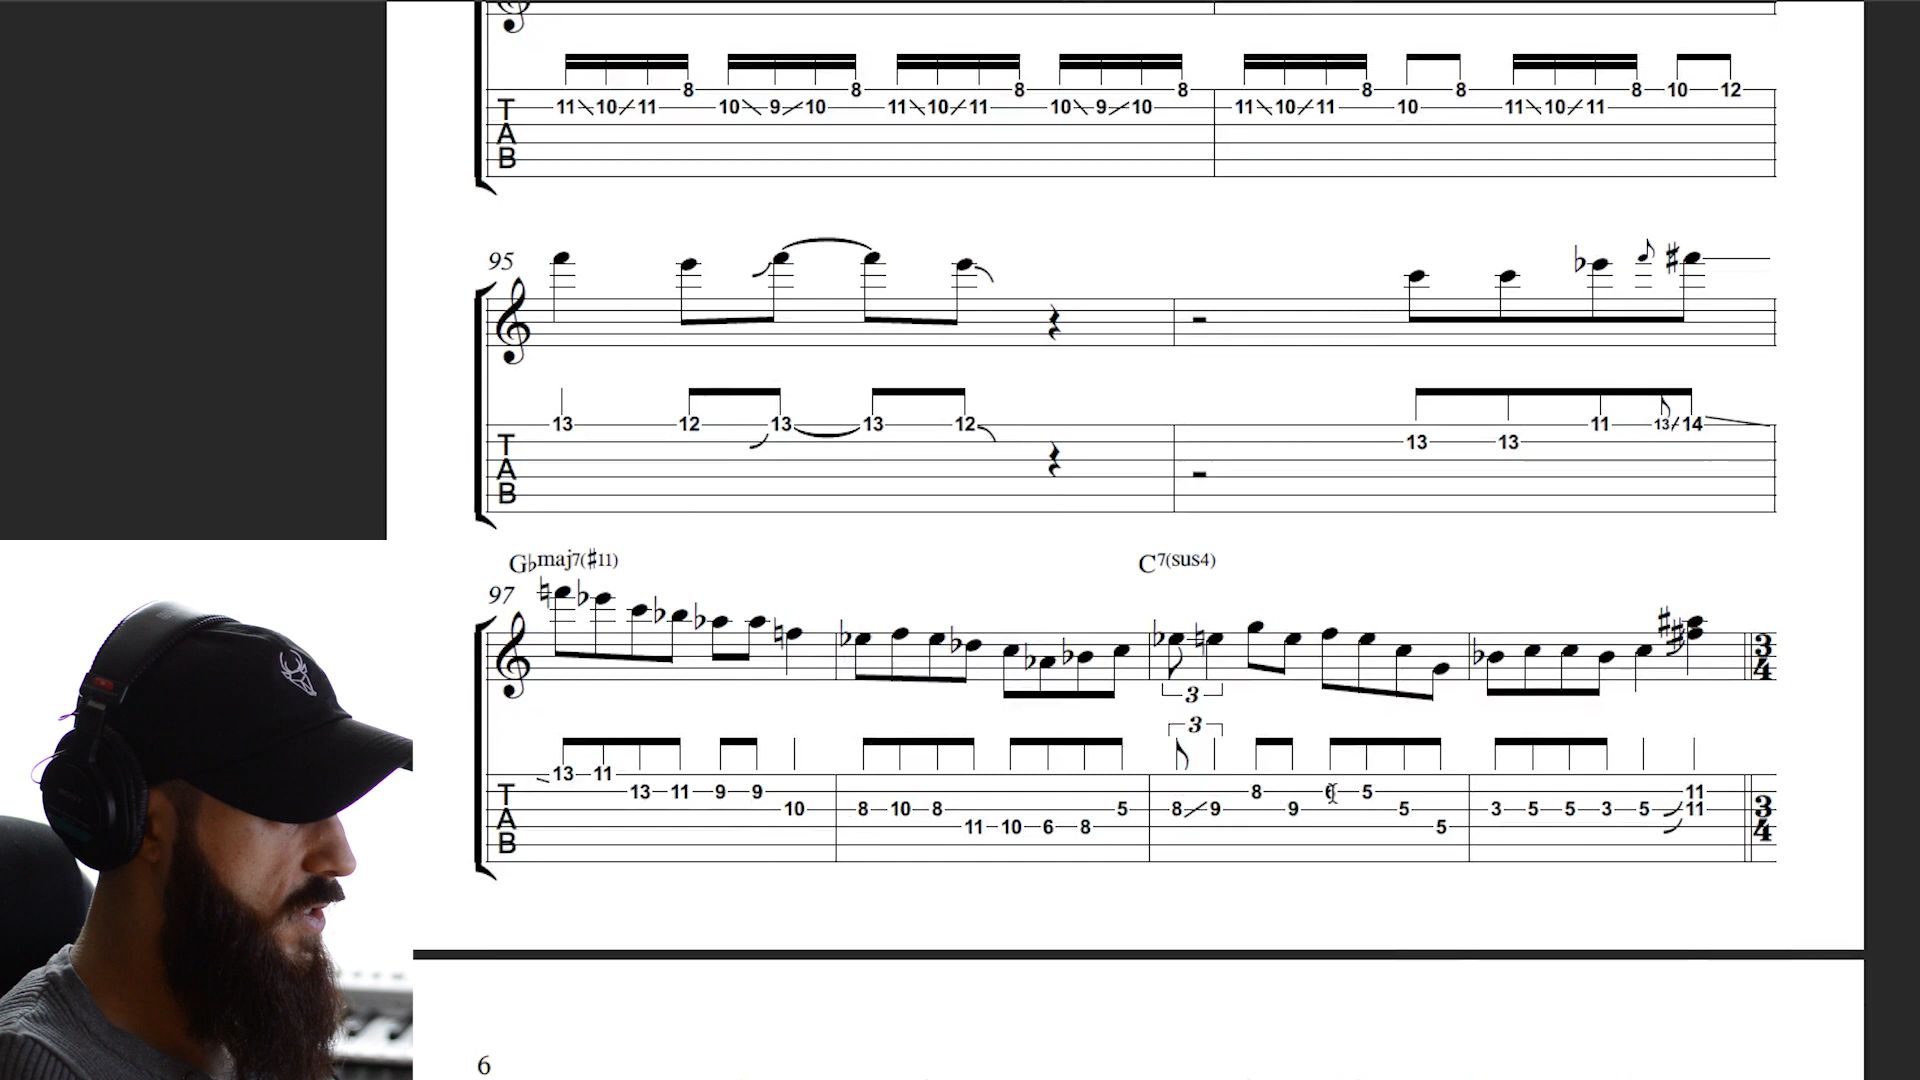 8 8 8 8 8 8 8 10 12
11 10 11 10 9 10 11 10 11 10 9 10 11 10 11 10 11 10 11
T
A
B
95
13 12 13 13 12 11 13 14
T 13 13
A
B
G♭maj7(♯11) C7(sus4)
97
3 3 4
3
13 11
T 13 11 9 9 8 5 11
10 8 10 8 5 8 9 9 5 3 5 5 3 5 11 3
A 11 10 6 8 5 4
B
6